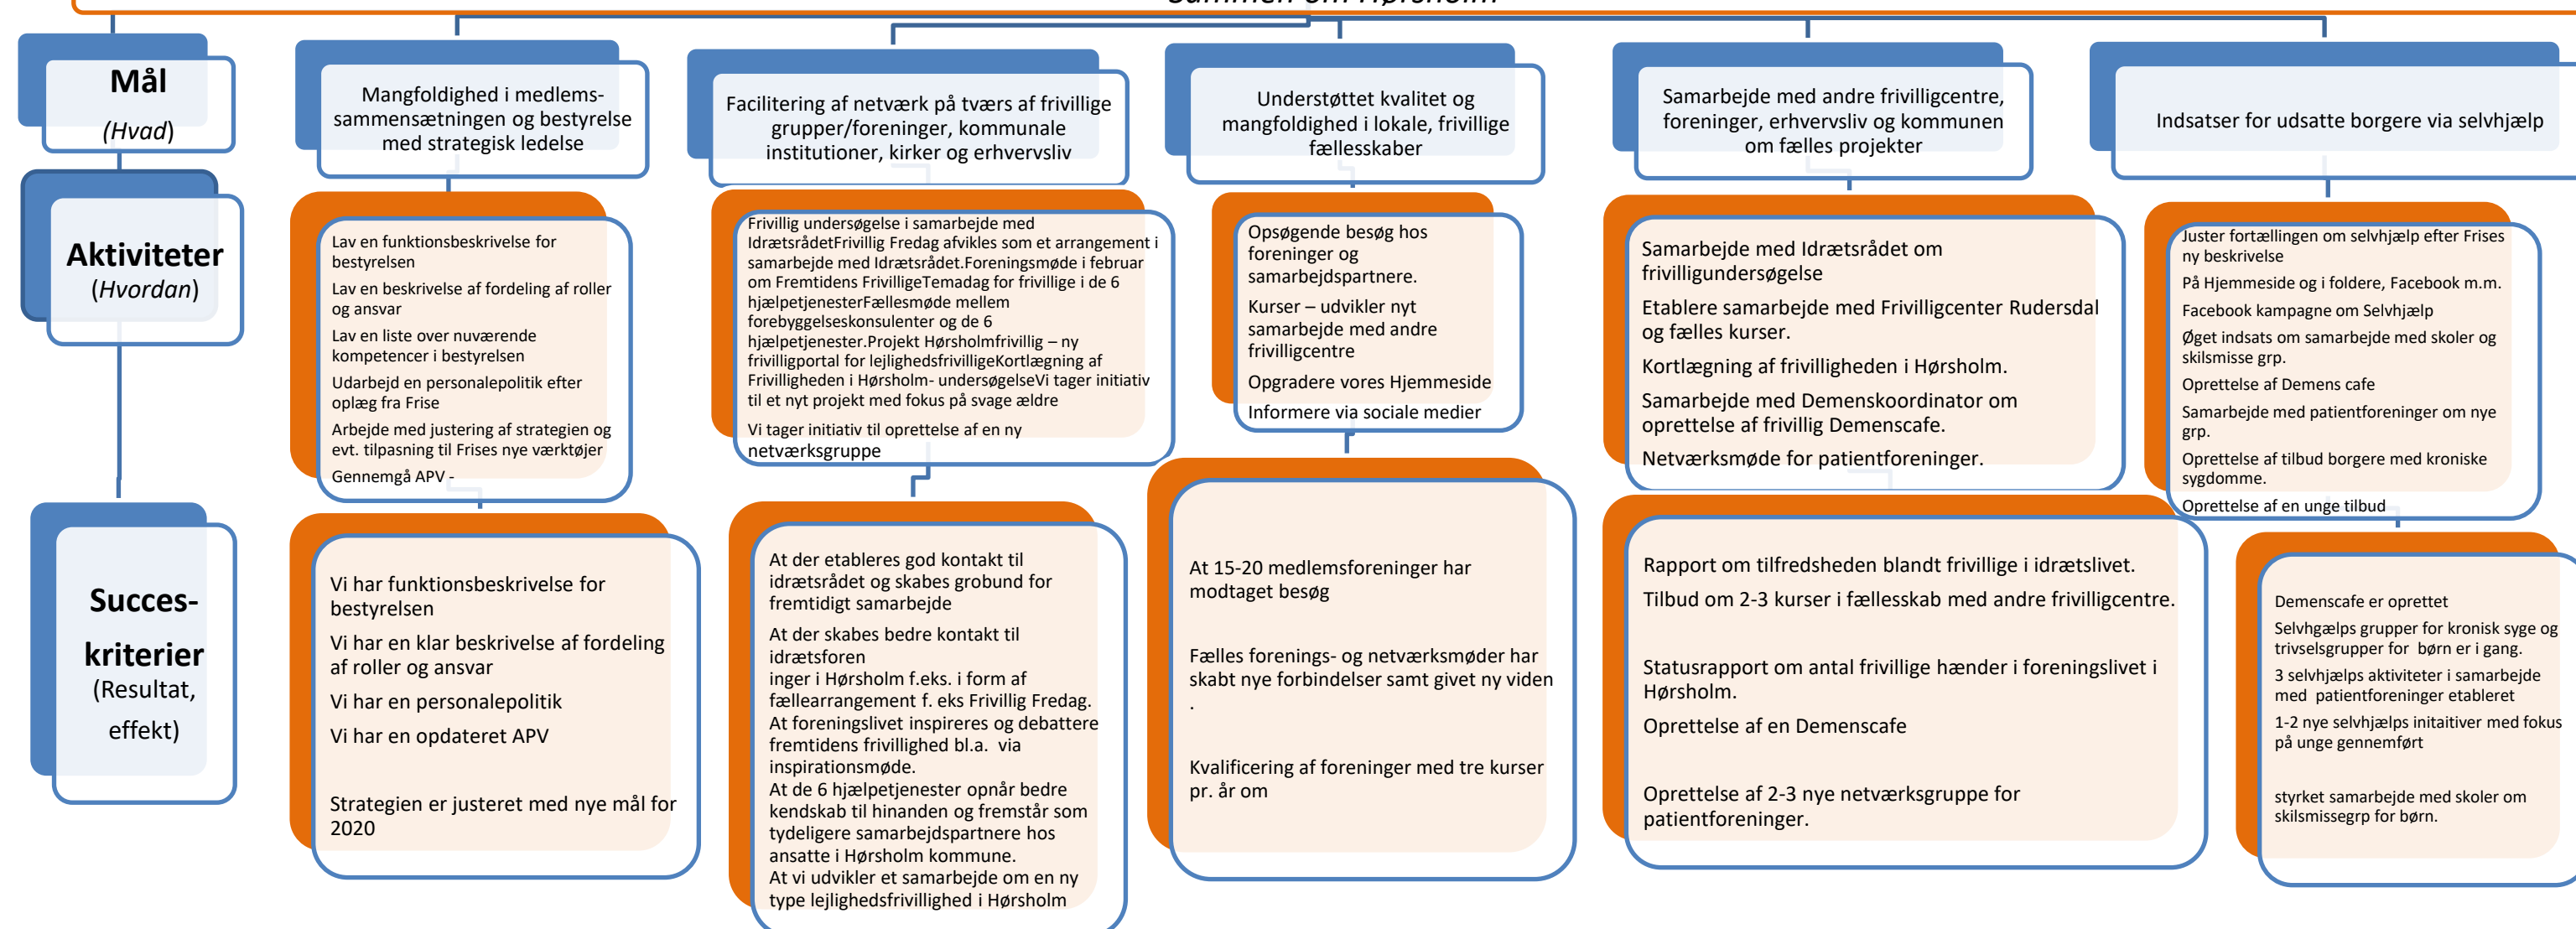 Sammen om Hørsholm
Mål
(Hvad)
Aktiviteter
(Hvordan)
Succes-
kriterier
(Resultat,
effekt)
Mangfoldighed i medlems-
sammensætningen og bestyrelse
med strategisk ledelse
Lav en funktionsbeskrivelse for
bestyrelsen
Lav en beskrivelse af fordeling af roller
og ansvar
Lav en liste over nuværende
kompetencer i bestyrelsen
Udarbejd en personalepolitik efter
oplæg fra Frise
Arbejde med justering af strategien og
evt. tilpasning til Frises nye værktøjer
Gennemgå APV -
Vi har funktionsbeskrivelse for
bestyrelsen
Vi har en klar beskrivelse af fordeling
af roller og ansvar
Vi har en personalepolitik
Vi har en opdateret APV
Strategien er justeret med nye mål for
2020
Facilitering af netværk på tværs af frivillige
grupper/foreninger, kommunale
institutioner, kirker og erhvervsliv
Frivillig undersøgelse i samarbejde med
IdrætsrådetFrivillig Fredag afvikles som et arrangement i
samarbejde med Idrætsrådet.Foreningsmøde i februar
om Fremtidens FrivilligeTemadag for frivillige i de 6
hjælpetjenesterFællesmøde mellem
forebyggelseskonsulenter og de 6
hjælpetjenester.Projekt Hørsholmfrivillig – ny
frivilligportal for lejlighedsfrivilligeKortlægning af
Frivilligheden i Hørsholm- undersøgelseVi tager initiativ
til et nyt projekt med fokus på svage ældre
Vi tager initiativ til oprettelse af en ny
netværksgruppe
At der etableres god kontakt til
idrætsrådet og skabes grobund for
fremtidigt samarbejde
At der skabes bedre kontakt til
idrætsforen
inger i Hørsholm f.eks. i form af
fællearrangement f. eks Frivillig Fredag.
At foreningslivet inspireres og debattere
fremtidens frivillighed bl.a.  via
inspirationsmøde.
At de 6 hjælpetjenester opnår bedre
kendskab til hinanden og fremstår som
tydeligere samarbejdspartnere hos
ansatte i Hørsholm kommune.
At vi udvikler et samarbejde om en ny
type lejlighedsfrivillighed i Hørsholm
Understøttet kvalitet og
mangfoldighed i lokale, frivillige
fællesskaber
Opsøgende besøg hos
foreninger og
samarbejdspartnere.
Kurser – udvikler nyt
samarbejde med andre
frivilligcentre
Opgradere vores Hjemmeside
Informere via sociale medier
At 15-20 medlemsforeninger har
modtaget besøg
Fælles forenings- og netværksmøder har
skabt nye forbindelser samt givet ny viden
.
Kvalificering af foreninger med tre kurser
pr. år om
Samarbejde med andre frivilligcentre,
foreninger, erhvervsliv og kommunen
om fælles projekter
Samarbejde med Idrætsrådet om
frivilligundersøgelse
Etablere samarbejde med Frivilligcenter Rudersdal
og fælles kurser.
Kortlægning af frivilligheden i Hørsholm.
Samarbejde med Demenskoordinator om
oprettelse af frivillig Demenscafe.
Netværksmøde for patientforeninger.
Rapport om tilfredsheden blandt frivillige i idrætslivet.
Tilbud om 2-3 kurser i fællesskab med andre frivilligcentre.
Statusrapport om antal frivillige hænder i foreningslivet i
Hørsholm.
Oprettelse af en Demenscafe
Oprettelse af 2-3 nye netværksgruppe for
patientforeninger.
Indsatser for udsatte borgere via selvhjælp
Juster fortællingen om selvhjælp efter Frises
ny beskrivelse
På Hjemmeside og i foldere, Facebook m.m.
Facebook kampagne om Selvhjælp
Øget indsats om samarbejde med skoler og
skilsmisse grp.
Oprettelse af Demens cafe
Samarbejde med patientforeninger om nye
grp.
Oprettelse af tilbud borgere med kroniske
sygdomme.
Oprettelse af en unge tilbud
Demenscafe er oprettet
Selvhgælps grupper for kronisk syge og
trivselsgrupper for  børn er i gang.
3 selvhjælps aktiviteter i samarbejde
med  patientforeninger etableret
1-2 nye selvhjælps initaitiver med fokus
på unge gennemført
styrket samarbejde med skoler om
skilsmissegrp for børn.